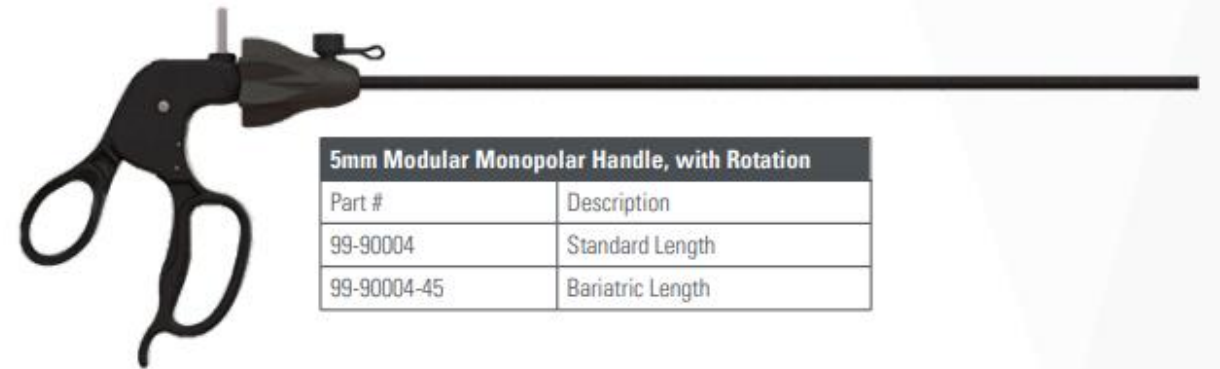 5mm Modular Monopolar Handle, with Rotation
Part # Description
99-90004 Standard Length
99-90004-45 Bariatric Length